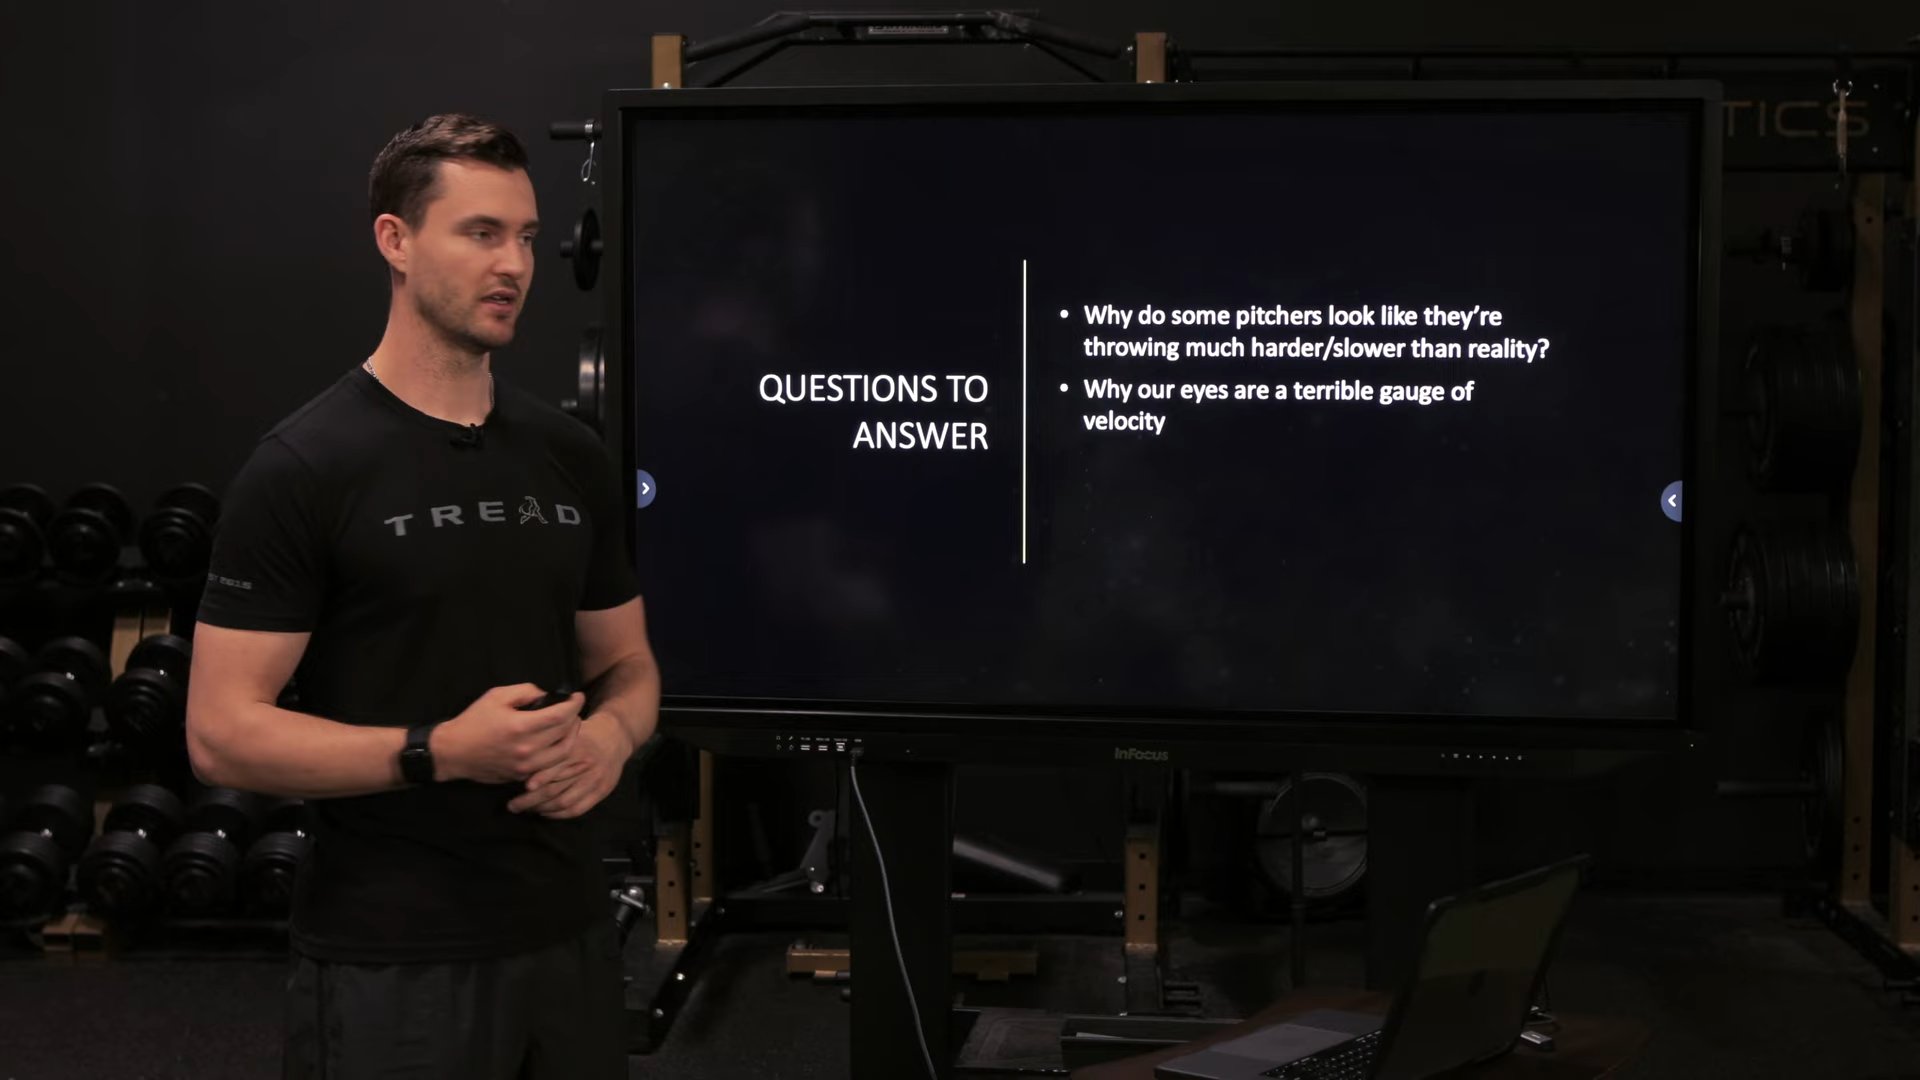 TICS
QUESTIONS TO
ANSWER
• Why do some pitchers look like they're
throwing much harder/slower than reality?
• Why our eyes are a terrible gauge of
velocity
TREAD
InFocus